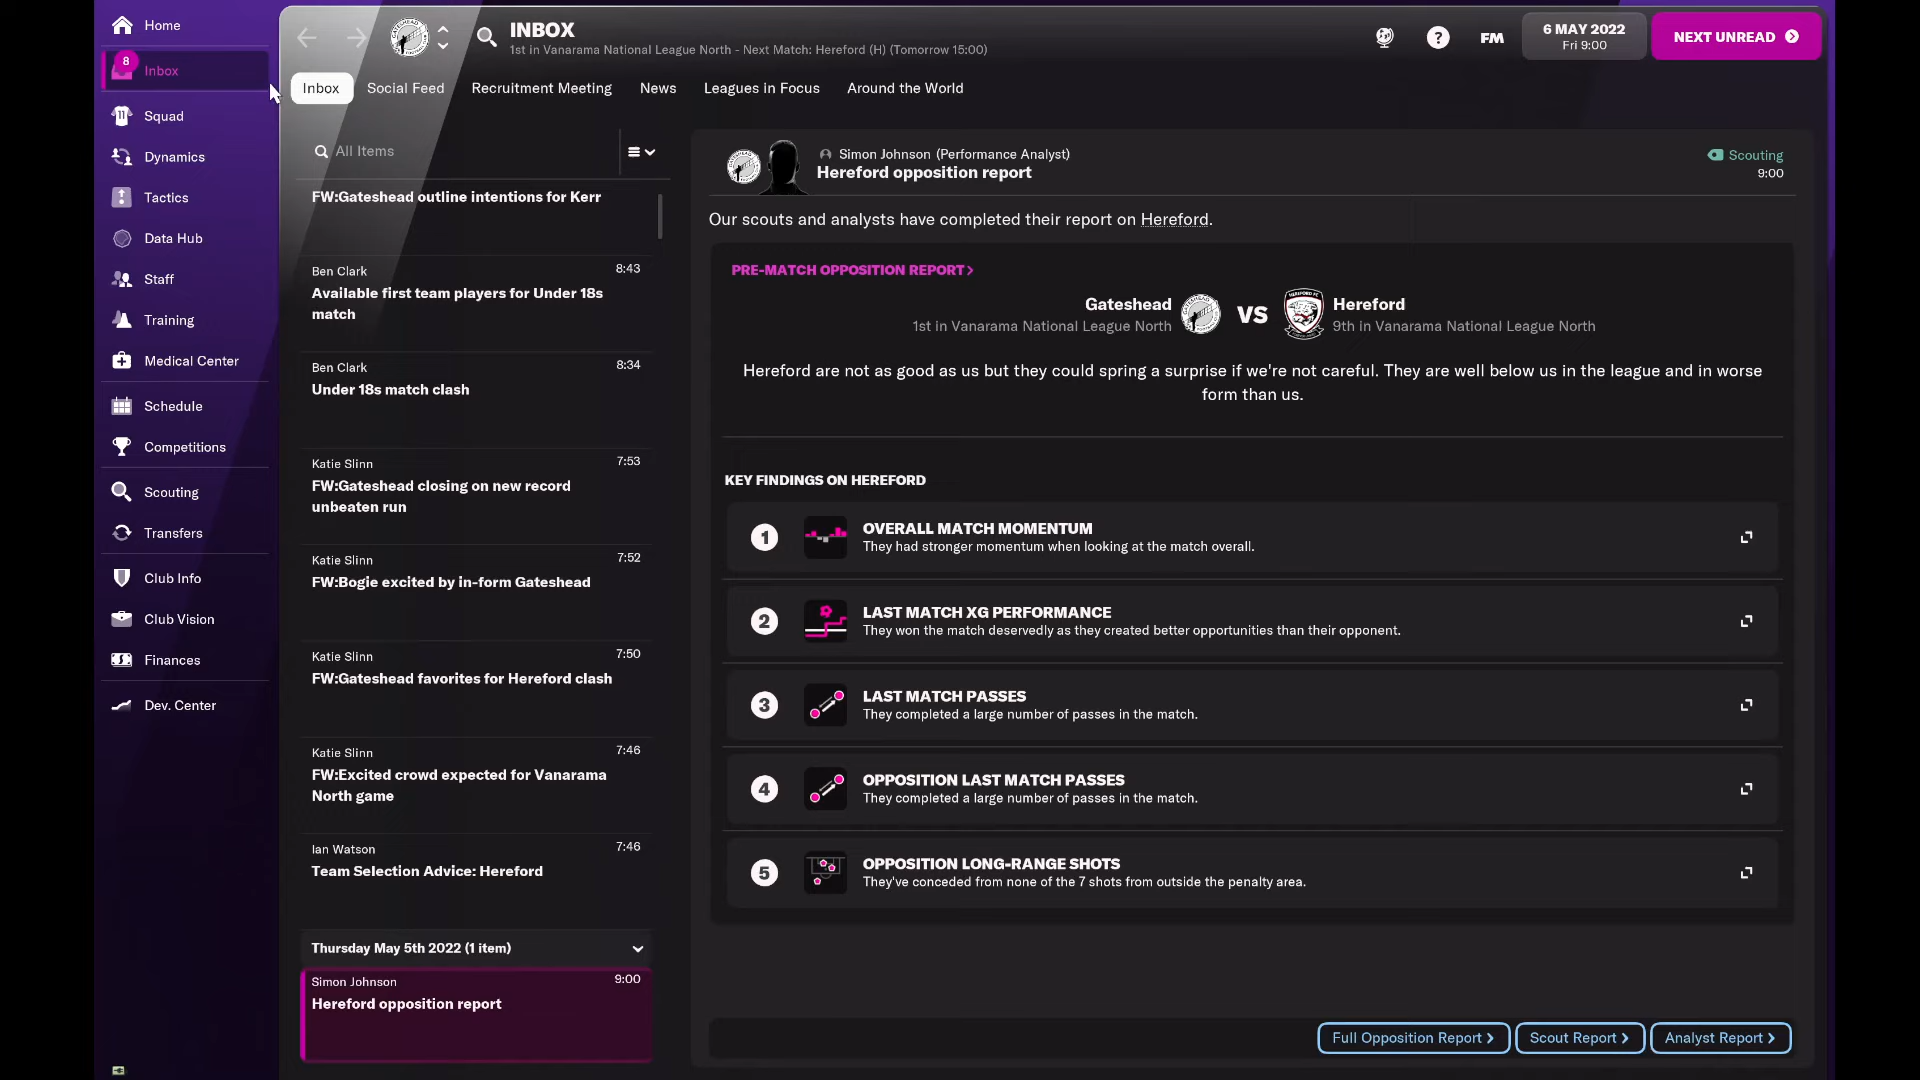 Home
8
Inbox
Squad
Dynamics
Tactics
Data Hub
Staff
Training
Medical Center
Schedule
Competitions
Scouting
Transfers
Club Info
Club Vision
Finances
Dev. Center
INBOX
1st in Vanarama National League North - Next Match: Hereford (H) (Tomorrow 15:00)
?
FM
6 MAY 2022
Fri 9:00
NEXT UNREAD
Inbox Social Feed Recruitment Meeting News Leagues in Focus Around the World
All Items
FW:Gateshead outline intentions for Kerr
Ben Clark 8:43
Available first team players for Under 18s
match
Ben Clark 8:34
Under 18s match clash
Katie Slinn 7:53
FW:Gateshead closing on new record
unbeaten run
Katie Slinn 7:52
FW:Bogie excited by in-form Gateshead
Katie Slinn 7:50
FW:Gateshead favorites for Hereford clash
Katie Slinn 7:46
FW:Excited crowd expected for Vanarama
North game
Ian Watson 7:46
Team Selection Advice: Hereford
Thursday May 5th 2022 (1 item)
Simon Johnson 9:00
Hereford opposition report
Simon Johnson (Performance Analyst)
Hereford opposition report
Scouting
9:00
Our scouts and analysts have completed their report on Hereford.
PRE-MATCH OPPOSITION REPORT
Gateshead VS Hereford
1st in Vanarama National League North 9th in Vanarama National League North
Hereford are not as good as us but they could spring a surprise if we're not careful. They are well below us in the league and in worse
form than us.
KEY FINDINGS ON HEREFORD
1 OVERALL MATCH MOMENTUM
They had stronger momentum when looking at the match overall.
2 LAST MATCH XG PERFORMANCE
They won the match deservedly as they created better opportunities than their opponent.
3 LAST MATCH PASSES
They completed a large number of passes in the match.
4 OPPOSITION LAST MATCH PASSES
They completed a large number of passes in the match.
5 OPPOSITION LONG-RANGE SHOTS
They've conceded from none of the 7 shots from outside the penalty area.
Full Opposition Report Scout Report Analyst Report